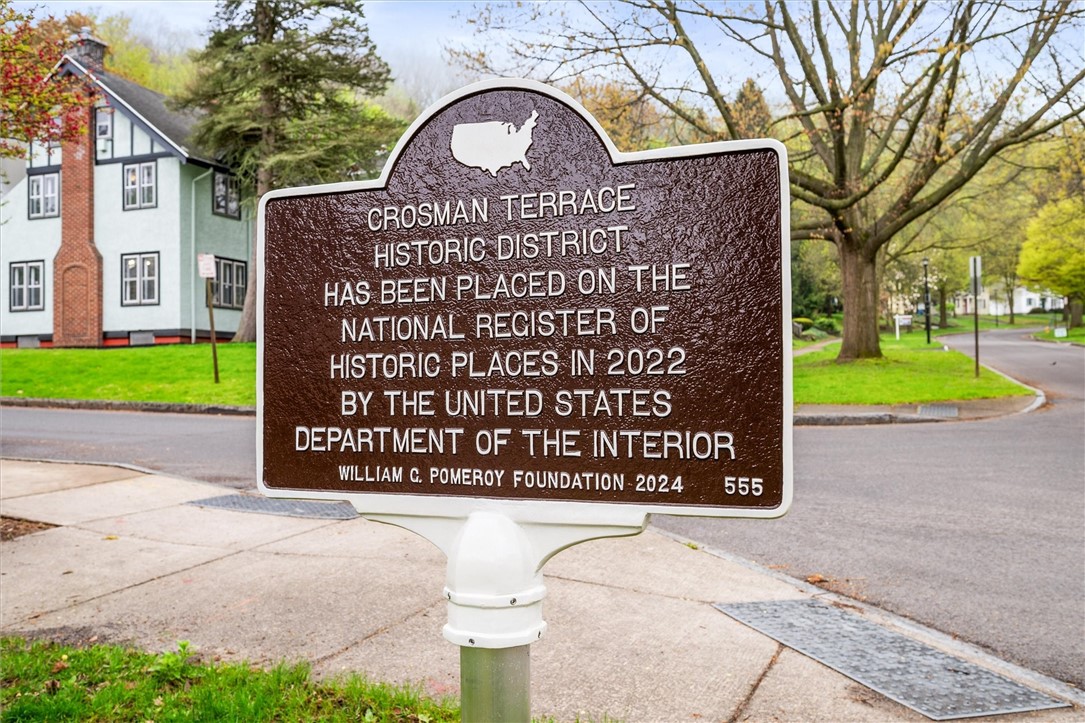 CROSMAN TERRACE
HISTORIC DISTRICT
HAS BEEN PLACED ON THE
NATIONAL REGISTER OF
HISTORIC PLACES IN 2022
BY THE UNITED STATES
DEPARTMENT OF THE INTERIOR
WILLIAM G. POMEROY FOUNDATION 2024 555